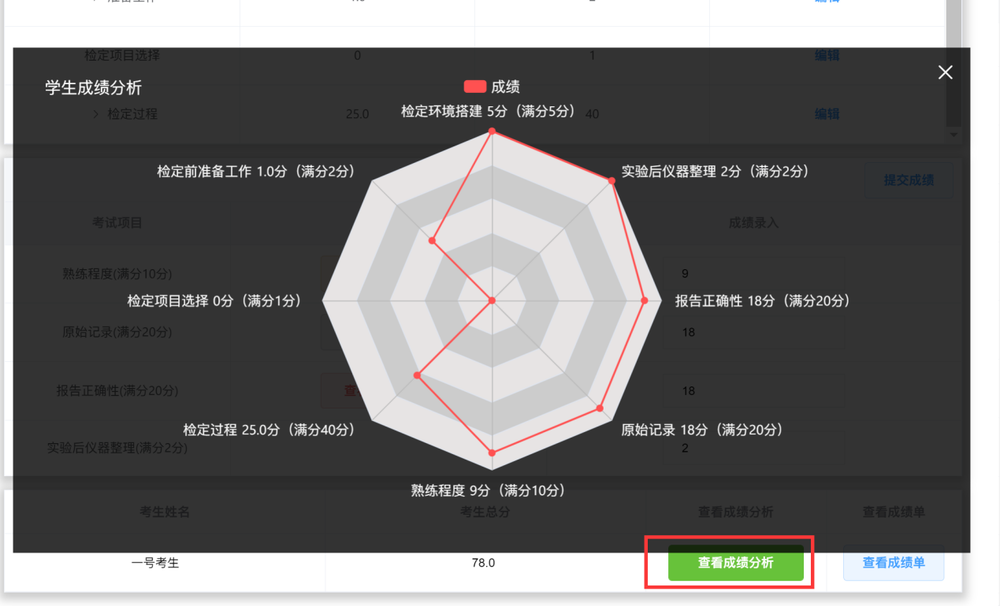 准备工作 1.0 2 编辑
检定项目选择 0 1 编辑
学生成绩分析
成绩
> 检定过程 25.0 40 编辑
检定环境搭建 5分（满分5分）
检定前准备工作 1.0分（满分2分）
实验后仪器整理 2分（满分2分）
提交成绩
考试项目 成绩录入
熟练程度(满分10分) 9
检定项目选择 0分（满分1分）
报告正确性 18分（满分20分）
原始记录(满分20分) 18
报告正确性(满分20分) 18
检定过程 25.0分（满分40分）
原始记录 18分（满分20分）
实验后仪器整理(满分2分) 2
熟练程度 9分（满分10分）
考生姓名 考生总分 查看成绩分析 查看成绩单
一号考生 78.0 查看成绩分析 查看成绩单